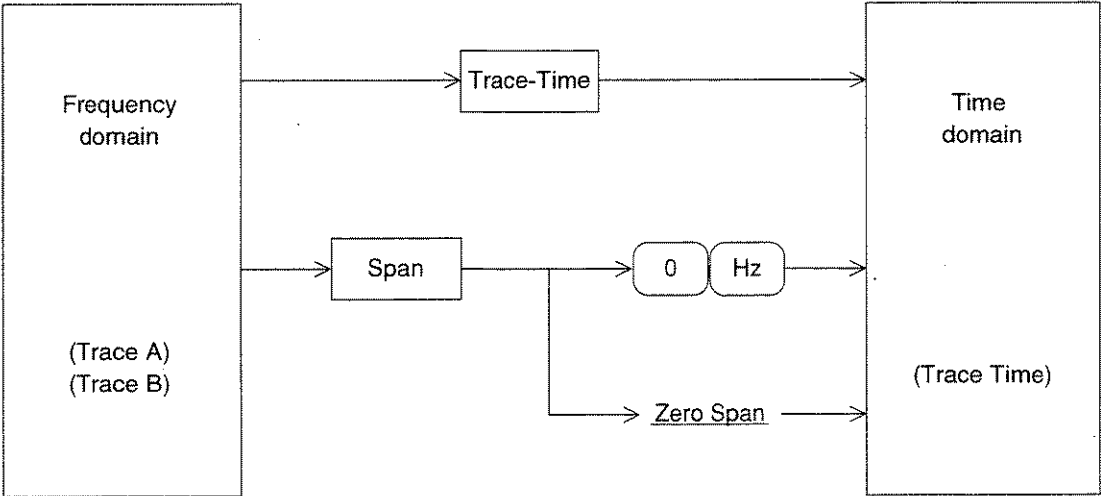 Frequency
domain
(Trace A)
(Trace B)
Trace-Time
Span
0
Hz
Zero Span
Time
domain
(Trace Time)